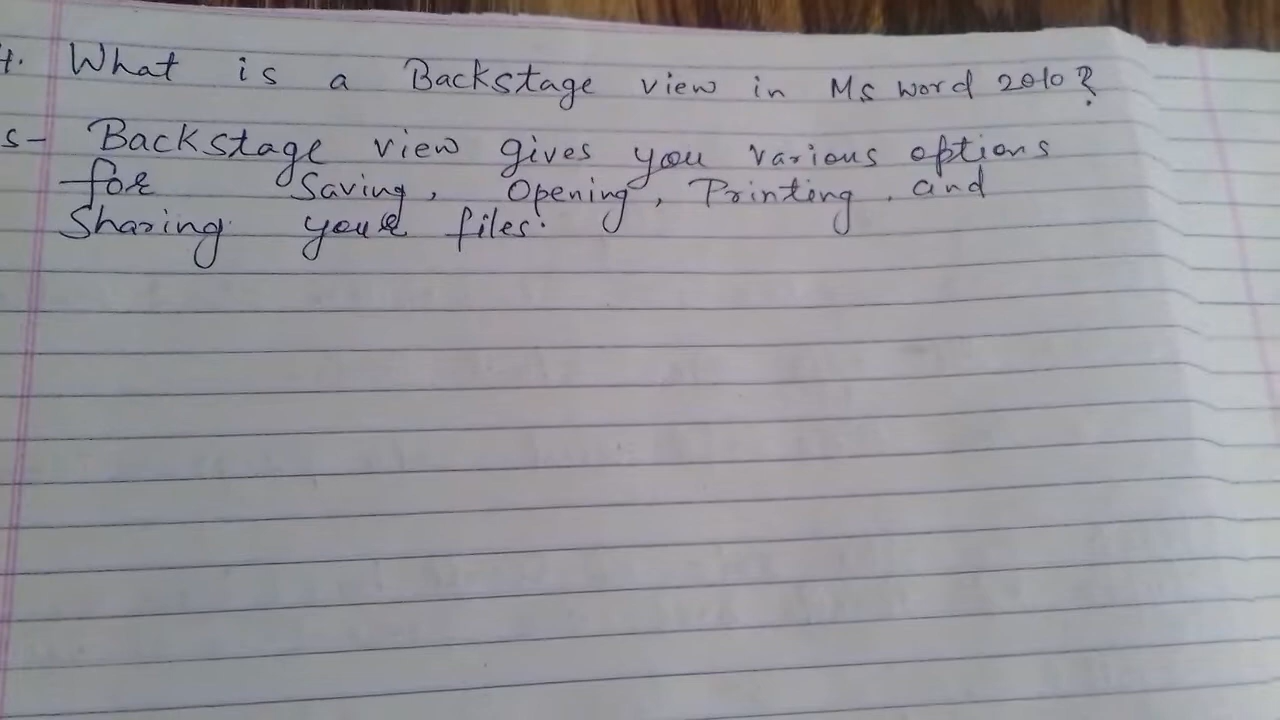 4. What is a Backstage view in Ms word 2010?
s- Backstage view gives you various options
for Saving, Opening, Printing, and
Sharing your files.